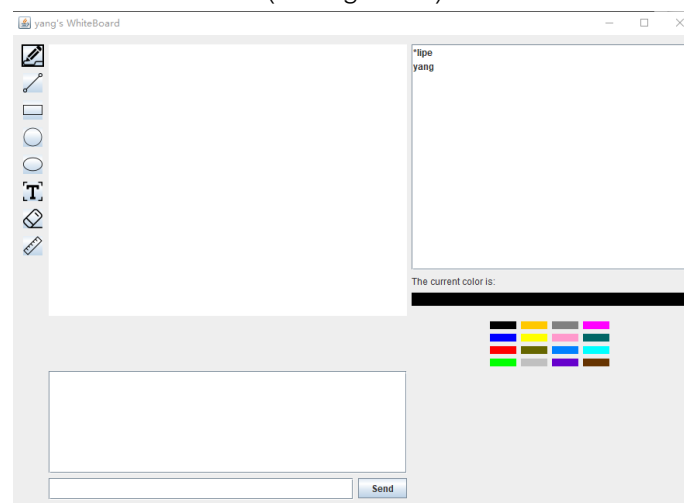 yang's WhiteBoard
*lipe
yang
T
The current color is:
Send